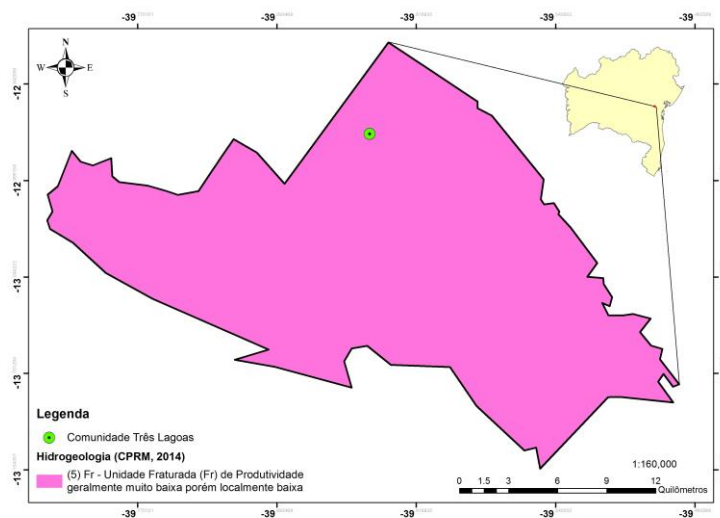 -39 -39 -39 -39 -39
N
W E
S
-12
-12
-13
-13
-13
Legenda
Comunidade Três Lagoas
Hidrogeologia (CPRM, 2014)
(5) Fr - Unidade Fraturada (Fr) de Produtividade
geralmente muito baixa porém localmente baixa
1:160,000
0 1.5 3 6 9 12
Quilômetros
-39 -39 -39 -39 -39